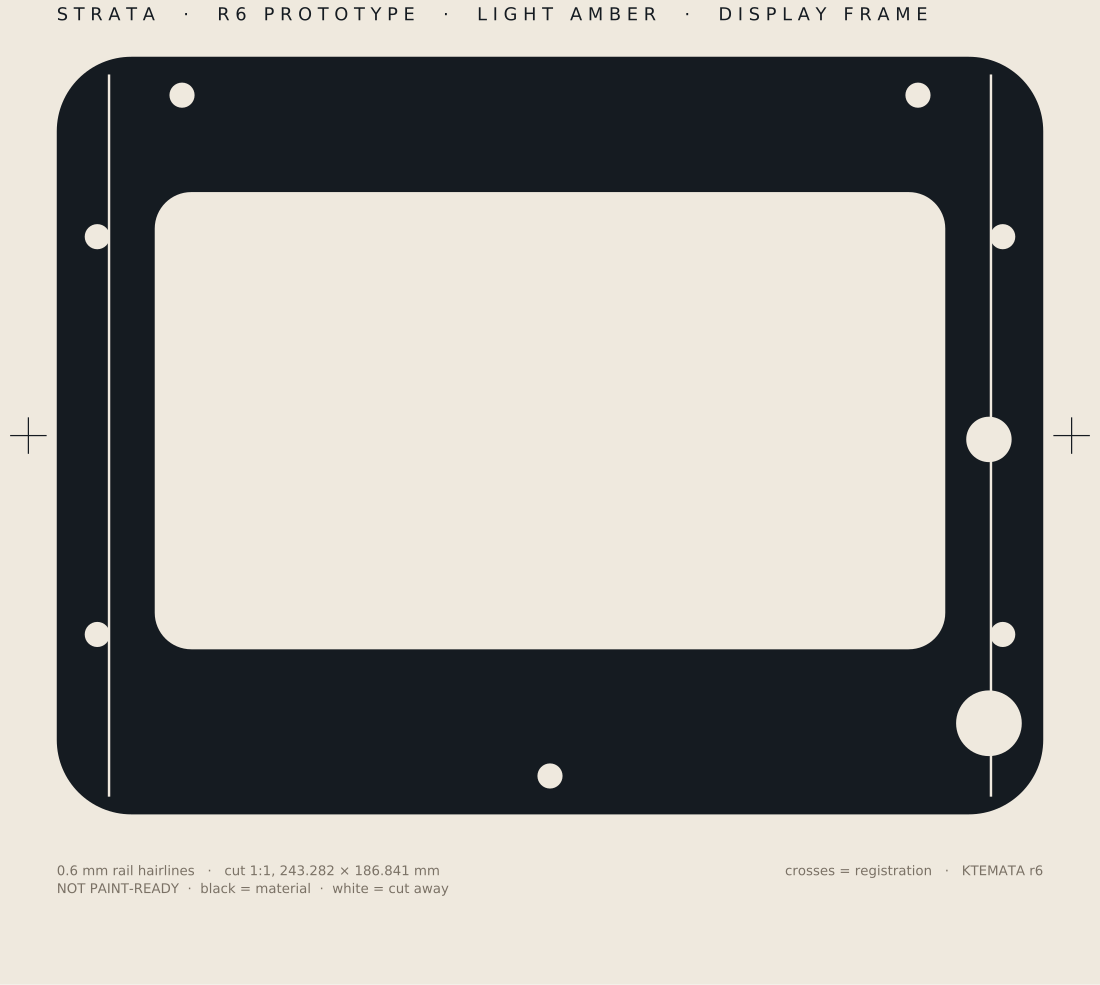 STRATA · R6 PROTOTYPE · LIGHT AMBER · DISPLAY FRAME
0.6 mm rail hairlines · cut 1:1, 243.282 × 186.841 mm
NOT PAINT-READY · black = material · white = cut away
crosses = registration · KTEMATA r6